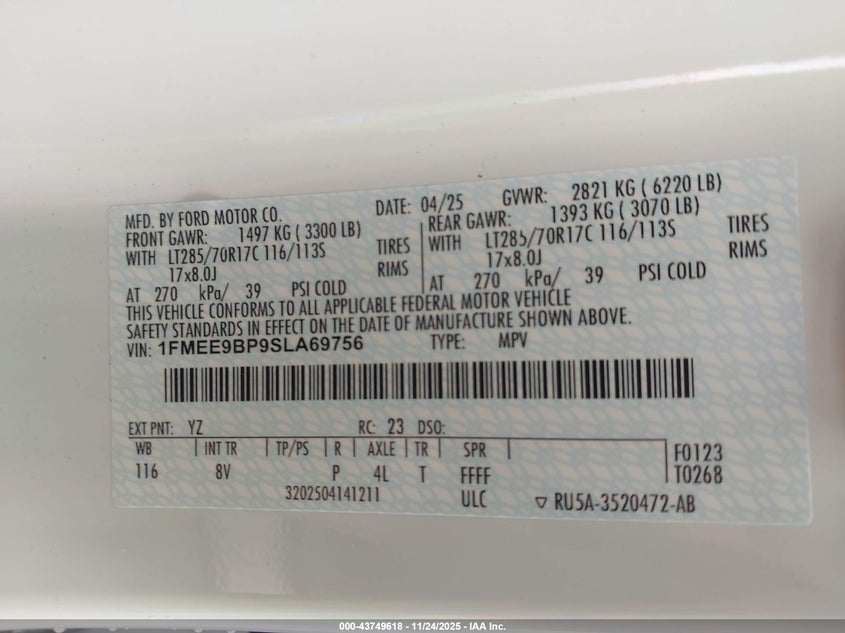 MFD. BY FORD MOTOR CO. DATE: 04/25 GVWR: 2821 KG ( 6220 LB)
FRONT GAWR: 1497 KG ( 3300 LB) REAR GAWR: 1393 KG ( 3070 LB)
WITH LT285/70R17C 116/113S TIRES WITH LT285/70R17C 116/113S TIRES
17x8.0J RIMS 17x8.0J RIMS
AT 270 kPa/ 39 PSI COLD AT 270 kPa/ 39 PSI COLD
THIS VEHICLE CONFORMS TO ALL APPLICABLE FEDERAL MOTOR VEHICLE
SAFETY STANDARDS IN EFFECT ON THE DATE OF MANUFACTURE SHOWN ABOVE.
VIN: 1FMEE9BP9SLA69756 TYPE: MPV
EXT PNT: YZ RC: 23 DSO:
WB INT TR TP/PS R AXLE TR SPR F0123
116 8V P 4L T FFFF T0268
3202504141211 ULC ▽ RU5A-3520472-AB
000-43749618 - 11/24/2025 - IAA Inc.